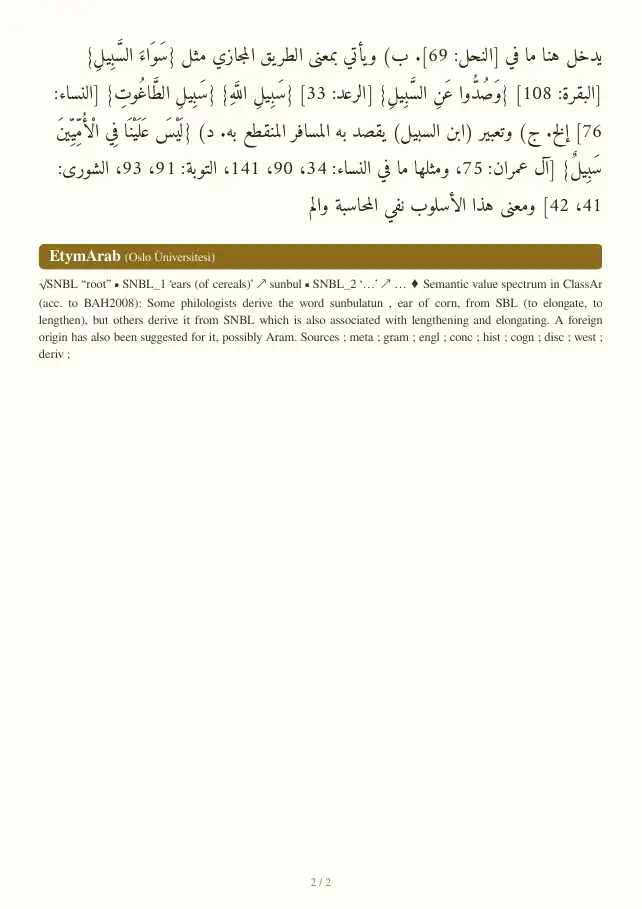 يدخل هنا ما في [النحل: 69]. ب) ويأتي بمعنى الطريق المجازي مثل {سَوَاءَ السَّبِيلِ}
[البقرة: 108] {وَصُدُّوا عَنِ السَّبِيلِ} [الرعد: 33] {سَبِيلِ اللَّهِ} {سَبِيلِ الطَّاغُوتِ} [النساء:
76] إلخ. ج) وتعبير (ابن السبيل) يقصد به المسافر المنقطع به. د) {لَيْسَ عَلَيْنَا فِي الْأُمِّيِّينَ
سَبِيلٌ} [آل عمران: 75، ومثلها ما في النساء: 34، 90، 141، التوبة: 91، 93، الشورى:
41، 42] ومعنى هذا الأسلوب نفي المحاسبة والم
EtymArab (Oslo Üniversitesi)
√SNBL “root” ▪ SNBL_1 ‘ears (of cereals)’ ↗ sunbul ▪ SNBL_2 ‘…’ ↗ … ♦ Semantic value spectrum in ClassAr
(acc. to BAH2008): Some philologists derive the word sunbulatun , ear of corn, from SBL (to elongate, to
lengthen), but others derive it from SNBL which is also associated with lengthening and elongating. A foreign
origin has also been suggested for it, possibly Aram. Sources ; meta ; gram ; engl ; conc ; hist ; cogn ; disc ; west ;
deriv ;
2 / 2